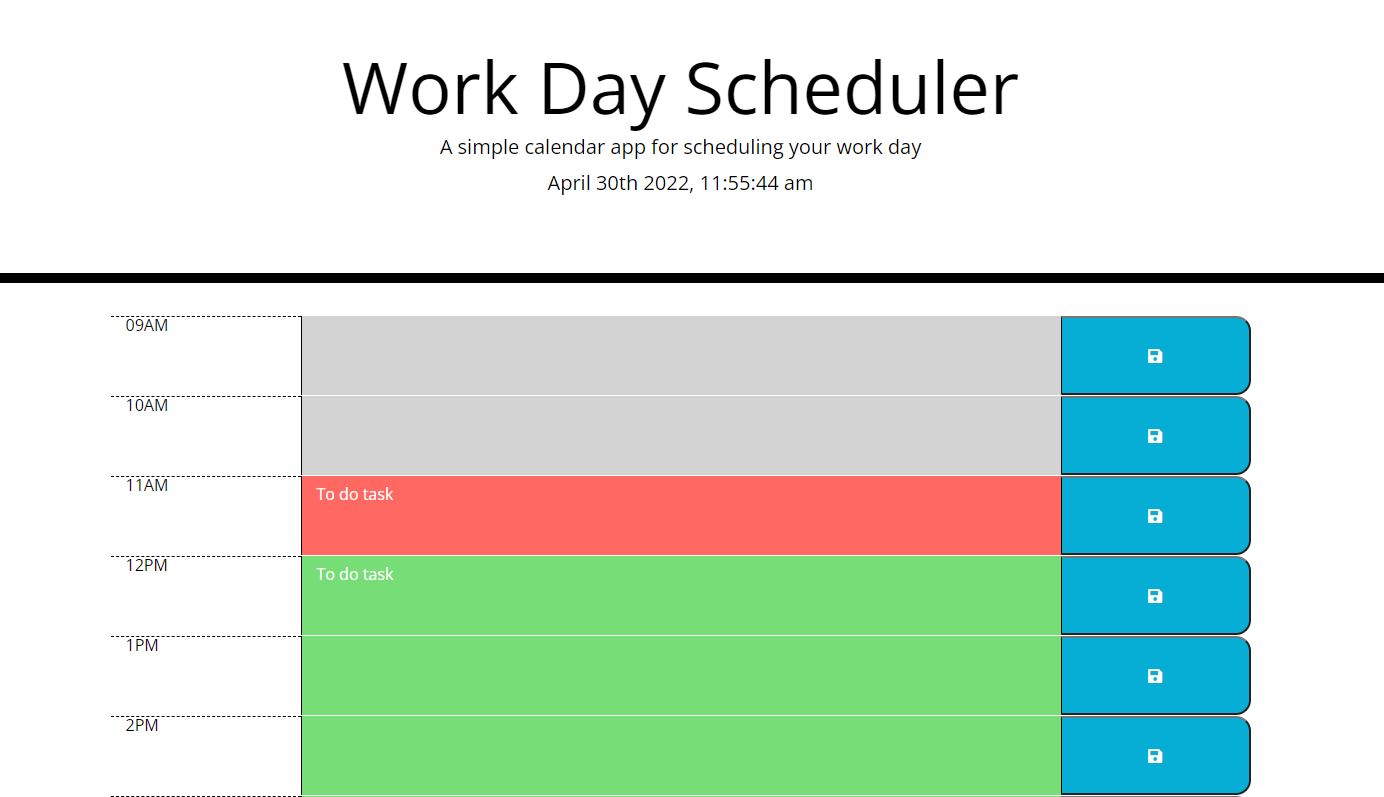 Work Day Scheduler
A simple calendar app for scheduling your work day
April 30th 2022, 11:55:44 am
09AM
10AM
11AM
To do task
12PM
To do task
1PM
2PM